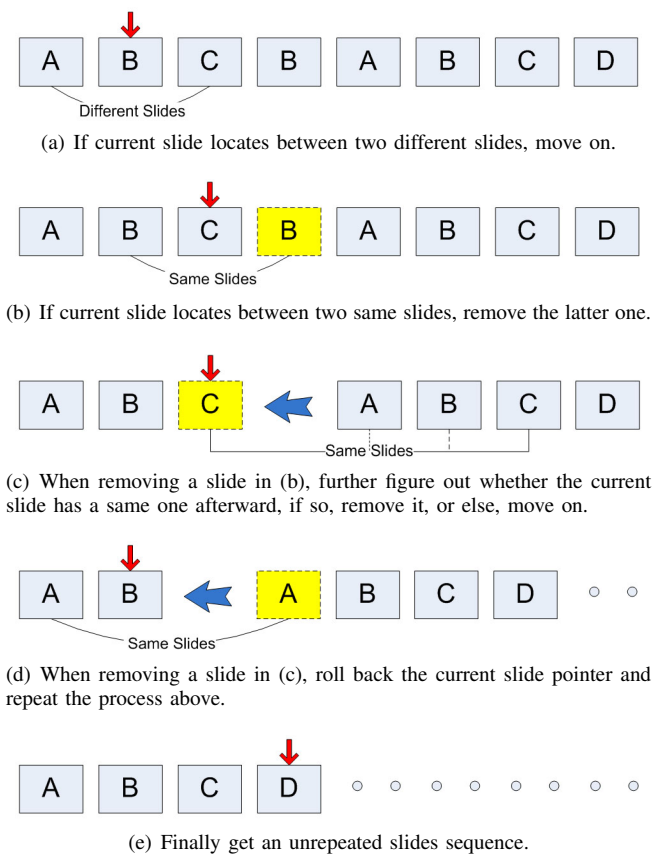 A B C B A B C D
Different Slides
(a) If current slide locates between two different slides, move on.
A B C B A B C D
Same Slides
(b) If current slide locates between two same slides, remove the latter one.
A B C A B C D
Same Slides
(c) When removing a slide in (b), further figure out whether the current
slide has a same one afterward, if so, remove it, or else, move on.
A B A B C D
Same Slides
(d) When removing a slide in (c), roll back the current slide pointer and
repeat the process above.
A B C D
(e) Finally get an unrepeated slides sequence.